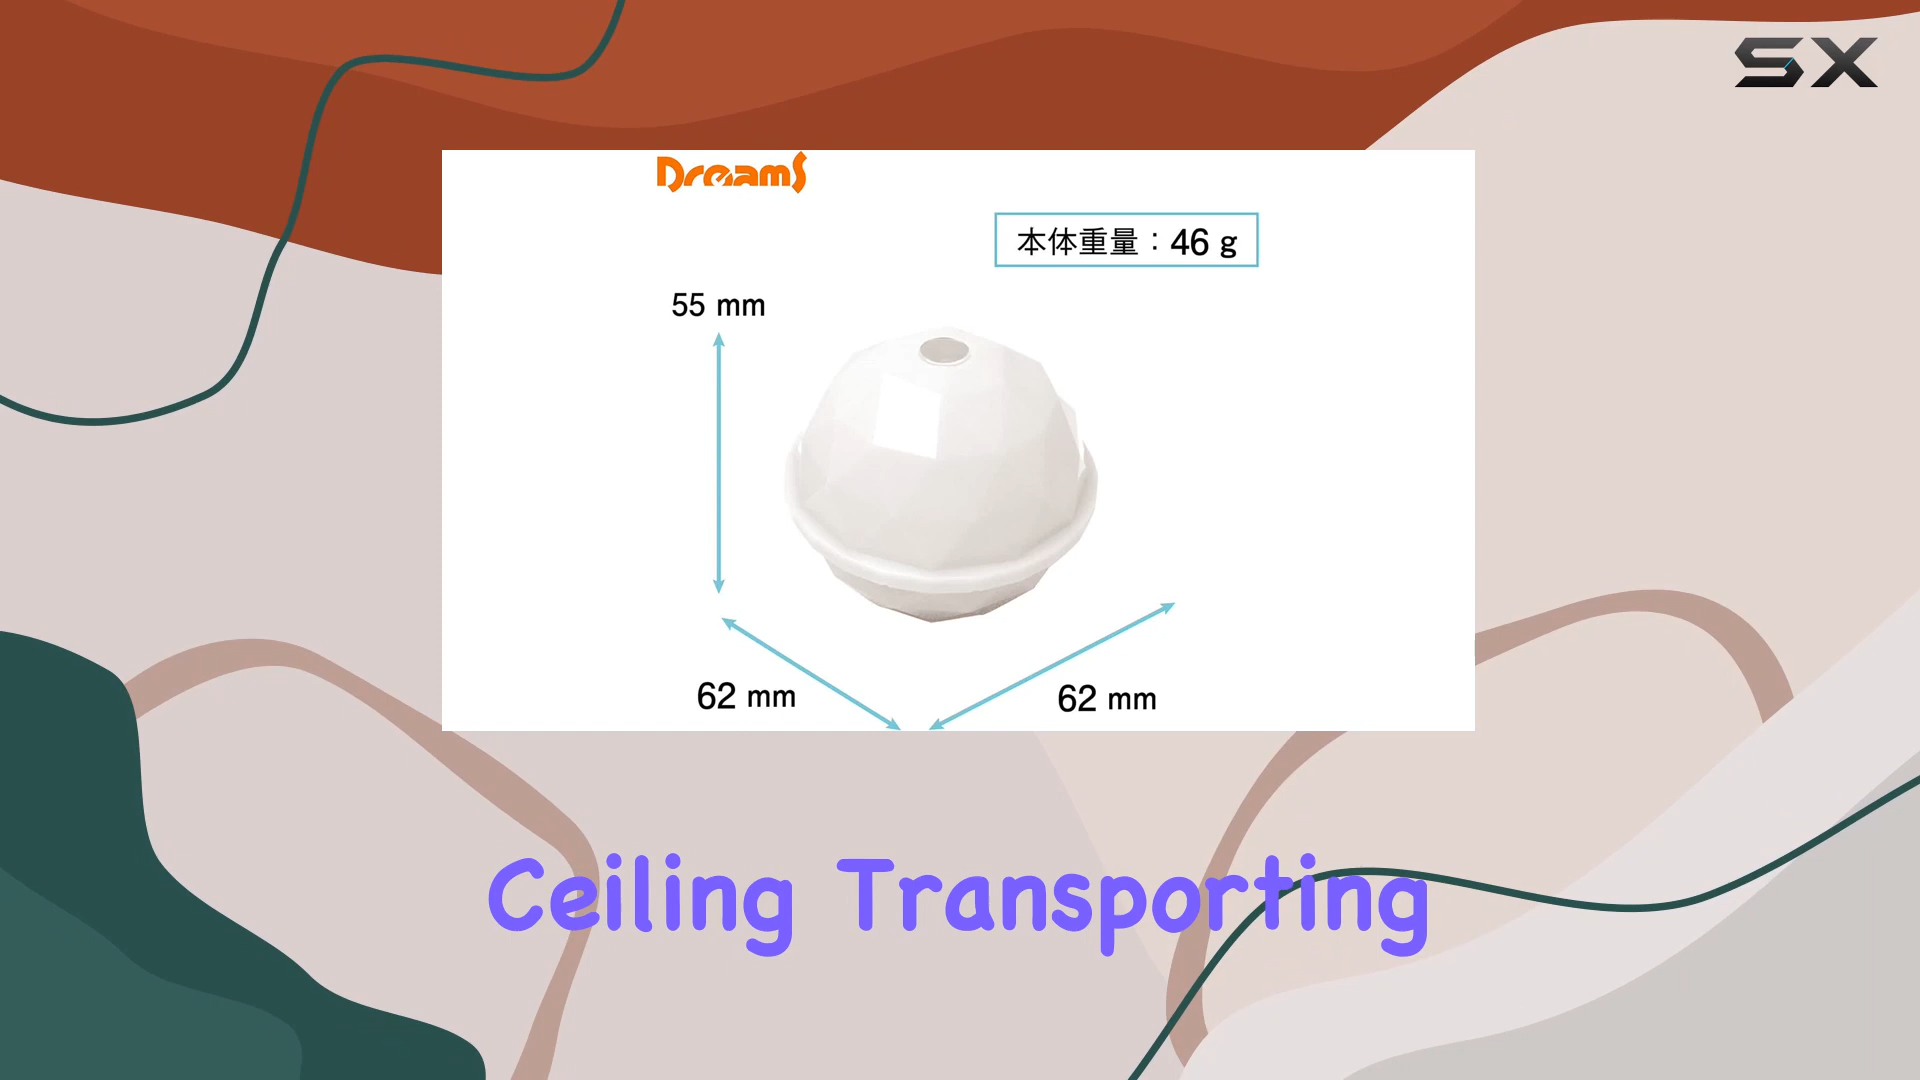 SX
Dreams
本体重量：46 g
55 mm
62 mm
62 mm
Ceiling Transporting